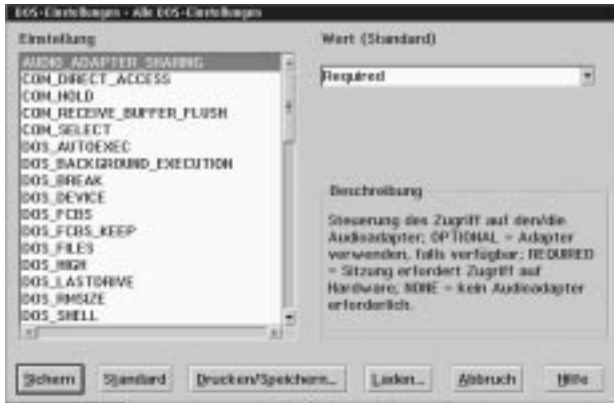 DOS-Einstellungen - Alle DOS-Einstellungen
Einstellung
AUDIO_ADAPTER_SHARING
COM_DIRECT_ACCESS
COM_HOLD
COM_RECEIVE_BUFFER_FLUSH
COM_SELECT
DOS_AUTOEXEC
DOS_BACKGROUND_EXECUTION
DOS_BREAK
DOS_DEVICE
DOS_FCBS
DOS_FCBS_KEEP
DOS_FILES
DOS_HIGH
DOS_LASTDRIVE
DOS_RMSIZE
DOS_SHELL
Wert (Standard)
Required
Beschreibung
Steuerung des Zugriff auf den/die
Audioadapter; OPTIONAL = Adapter
verwenden, falls verfügbar; REQUIRED
= Sitzung erfordert Zugriff auf
Hardware; NONE = kein Audioadapter
erforderlich.
Sichern Standard Drucken/Speichern... Laden... Abbruch Hilfe